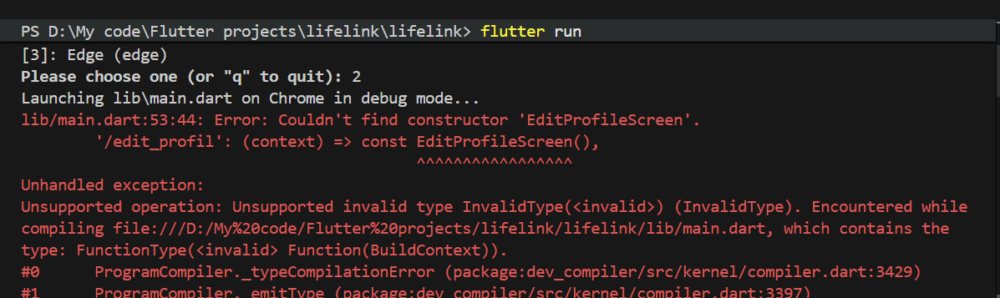 PS D:\My code\Flutter projects\lifelink\lifelink> flutter run
[3]: Edge (edge)
Please choose one (or "q" to quit): 2
Launching lib\main.dart on Chrome in debug mode...
lib/main.dart:53:44: Error: Couldn't find constructor 'EditProfileScreen'.
'/edit_profil': (context) => const EditProfileScreen(),
^^^^^^^^^^^^^^^^^
Unhandled exception:
Unsupported operation: Unsupported invalid type InvalidType(<invalid>) (InvalidType). Encountered while
compiling file:///D:/My%20code/Flutter%20projects/lifelink/lifelink/lib/main.dart, which contains the
type: FunctionType(<invalid> Function(BuildContext)).
#0      ProgramCompiler._typeCompilationError (package:dev_compiler/src/kernel/compiler.dart:3429)
#1      ProgramCompiler._emitType (package:dev_compiler/src/kernel/compiler.dart:3397)